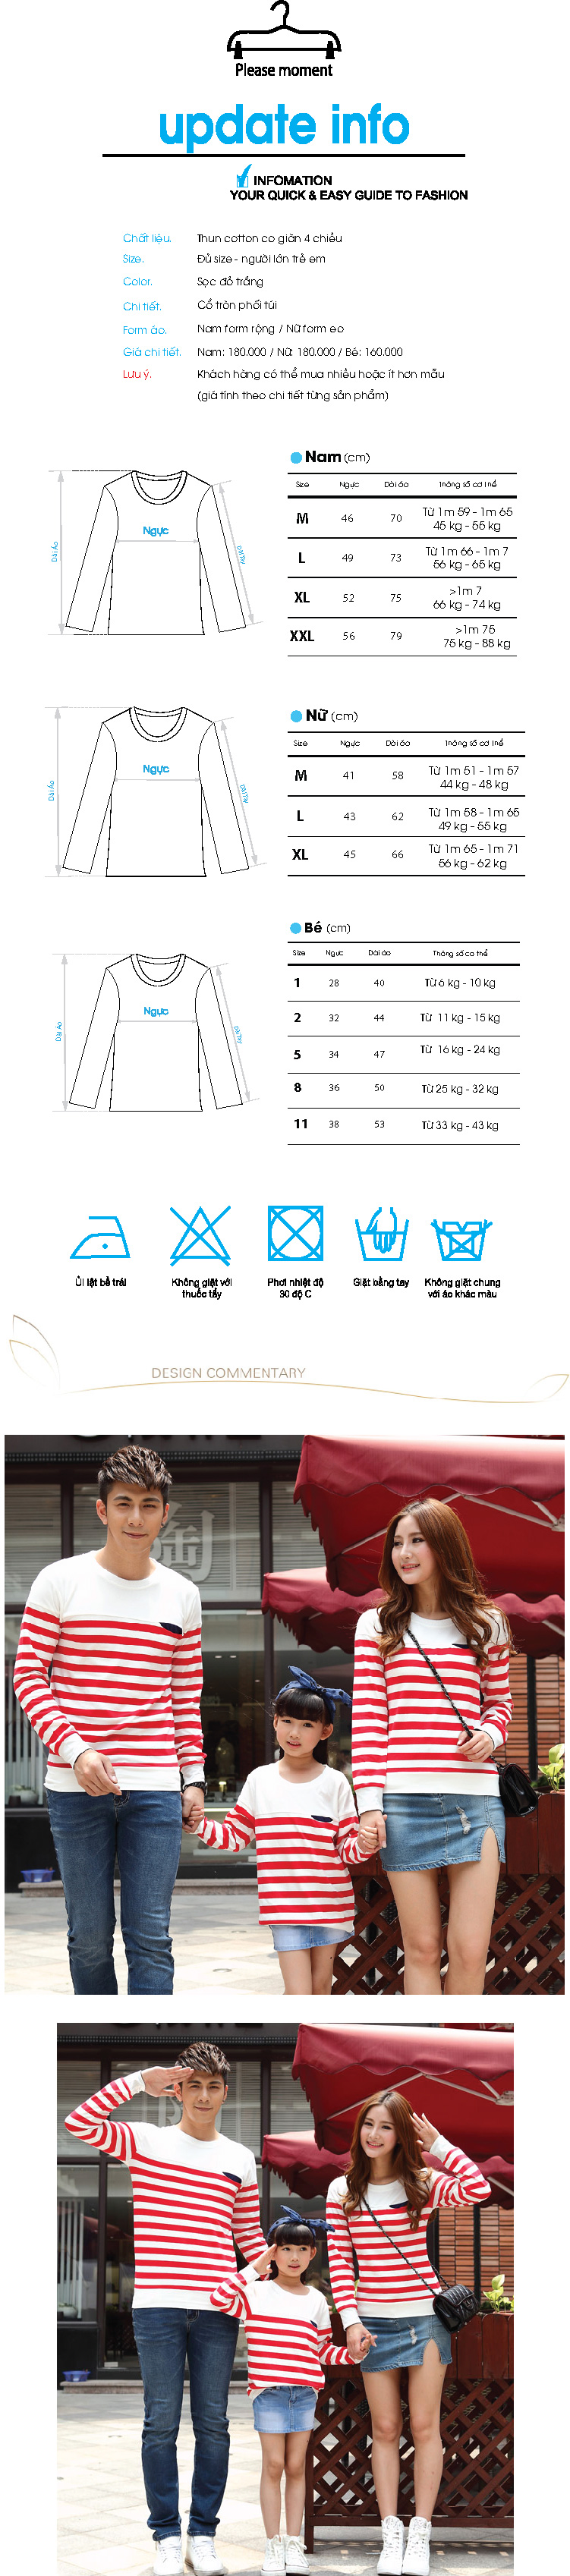 Please moment
update info
INFOMATION
YOUR QUICK & EASY GUIDE TO FASHION
Chất liệu. Thun cotton co giãn 4 chiều
Size. Đủ size - người lớn trẻ em
Color. Sọc đỏ trắng
Chi tiết. Cổ tròn phối túi
Form áo. Nam form rộng / Nữ form eo
Giá chi tiết. Nam: 180.000 / Nữ: 180.000 / Bé: 160.000
Lưu ý. Khách hàng có thể mua nhiều hoặc ít hơn mẫu
(giá tính theo chi tiết từng sản phẩm)
Nam (cm)
Size Ngực Dài áo Thông số cơ thể
M 46 70 Từ 1m 59 - 1m 65
45 kg - 55 kg
L 49 73 Từ 1m 66 - 1m 7
56 kg - 65 kg
XL 52 75 >1m 7
66 kg - 74 kg
XXL 56 79 >1m 75
75 kg - 88 kg
Ngực
Dài Áo
Dài Tay
Nữ (cm)
Size Ngực Dài áo Thông số cơ thể
M 41 58 Từ 1m 51 - 1m 57
44 kg - 48 kg
L 43 62 Từ 1m 58 - 1m 65
49 kg - 55 kg
XL 45 66 Từ 1m 65 - 1m 71
56 kg - 62 kg
Ngực
Dài Áo
Dài Tay
Bé (cm)
Size Ngực Dài áo Thông số cơ thể
1 28 40 Từ 6 kg - 10 kg
2 32 44 Từ 11 kg - 15 kg
5 34 47 Từ 16 kg - 24 kg
8 36 50 Từ 25 kg - 32 kg
11 38 53 Từ 33 kg - 43 kg
Ngực
Dài Áo
Dài Tay
Ủi lật bề trái
Không giặt với
thuốc tẩy
Phơi nhiệt độ
30 độ C
Giặt bằng tay
Không giặt chung
với áo khác màu
DESIGN COMMENTARY